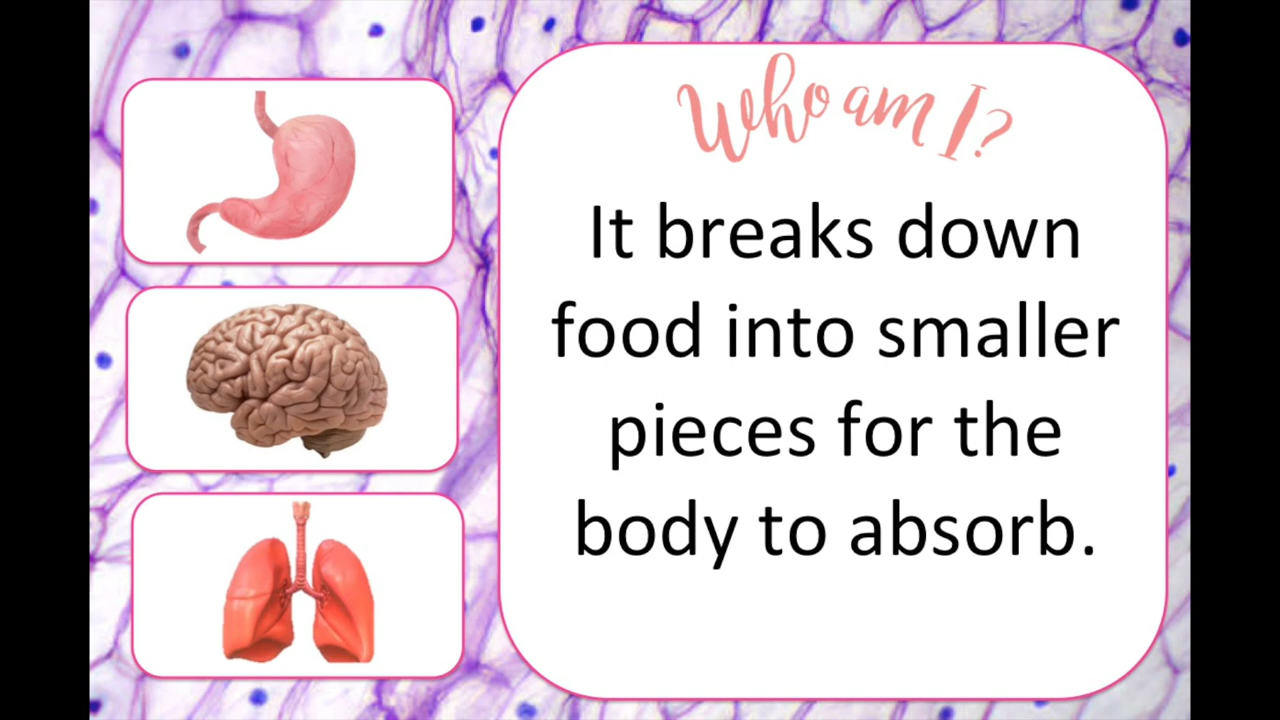 Who am I?
It breaks down
food into smaller
pieces for the
body to absorb.